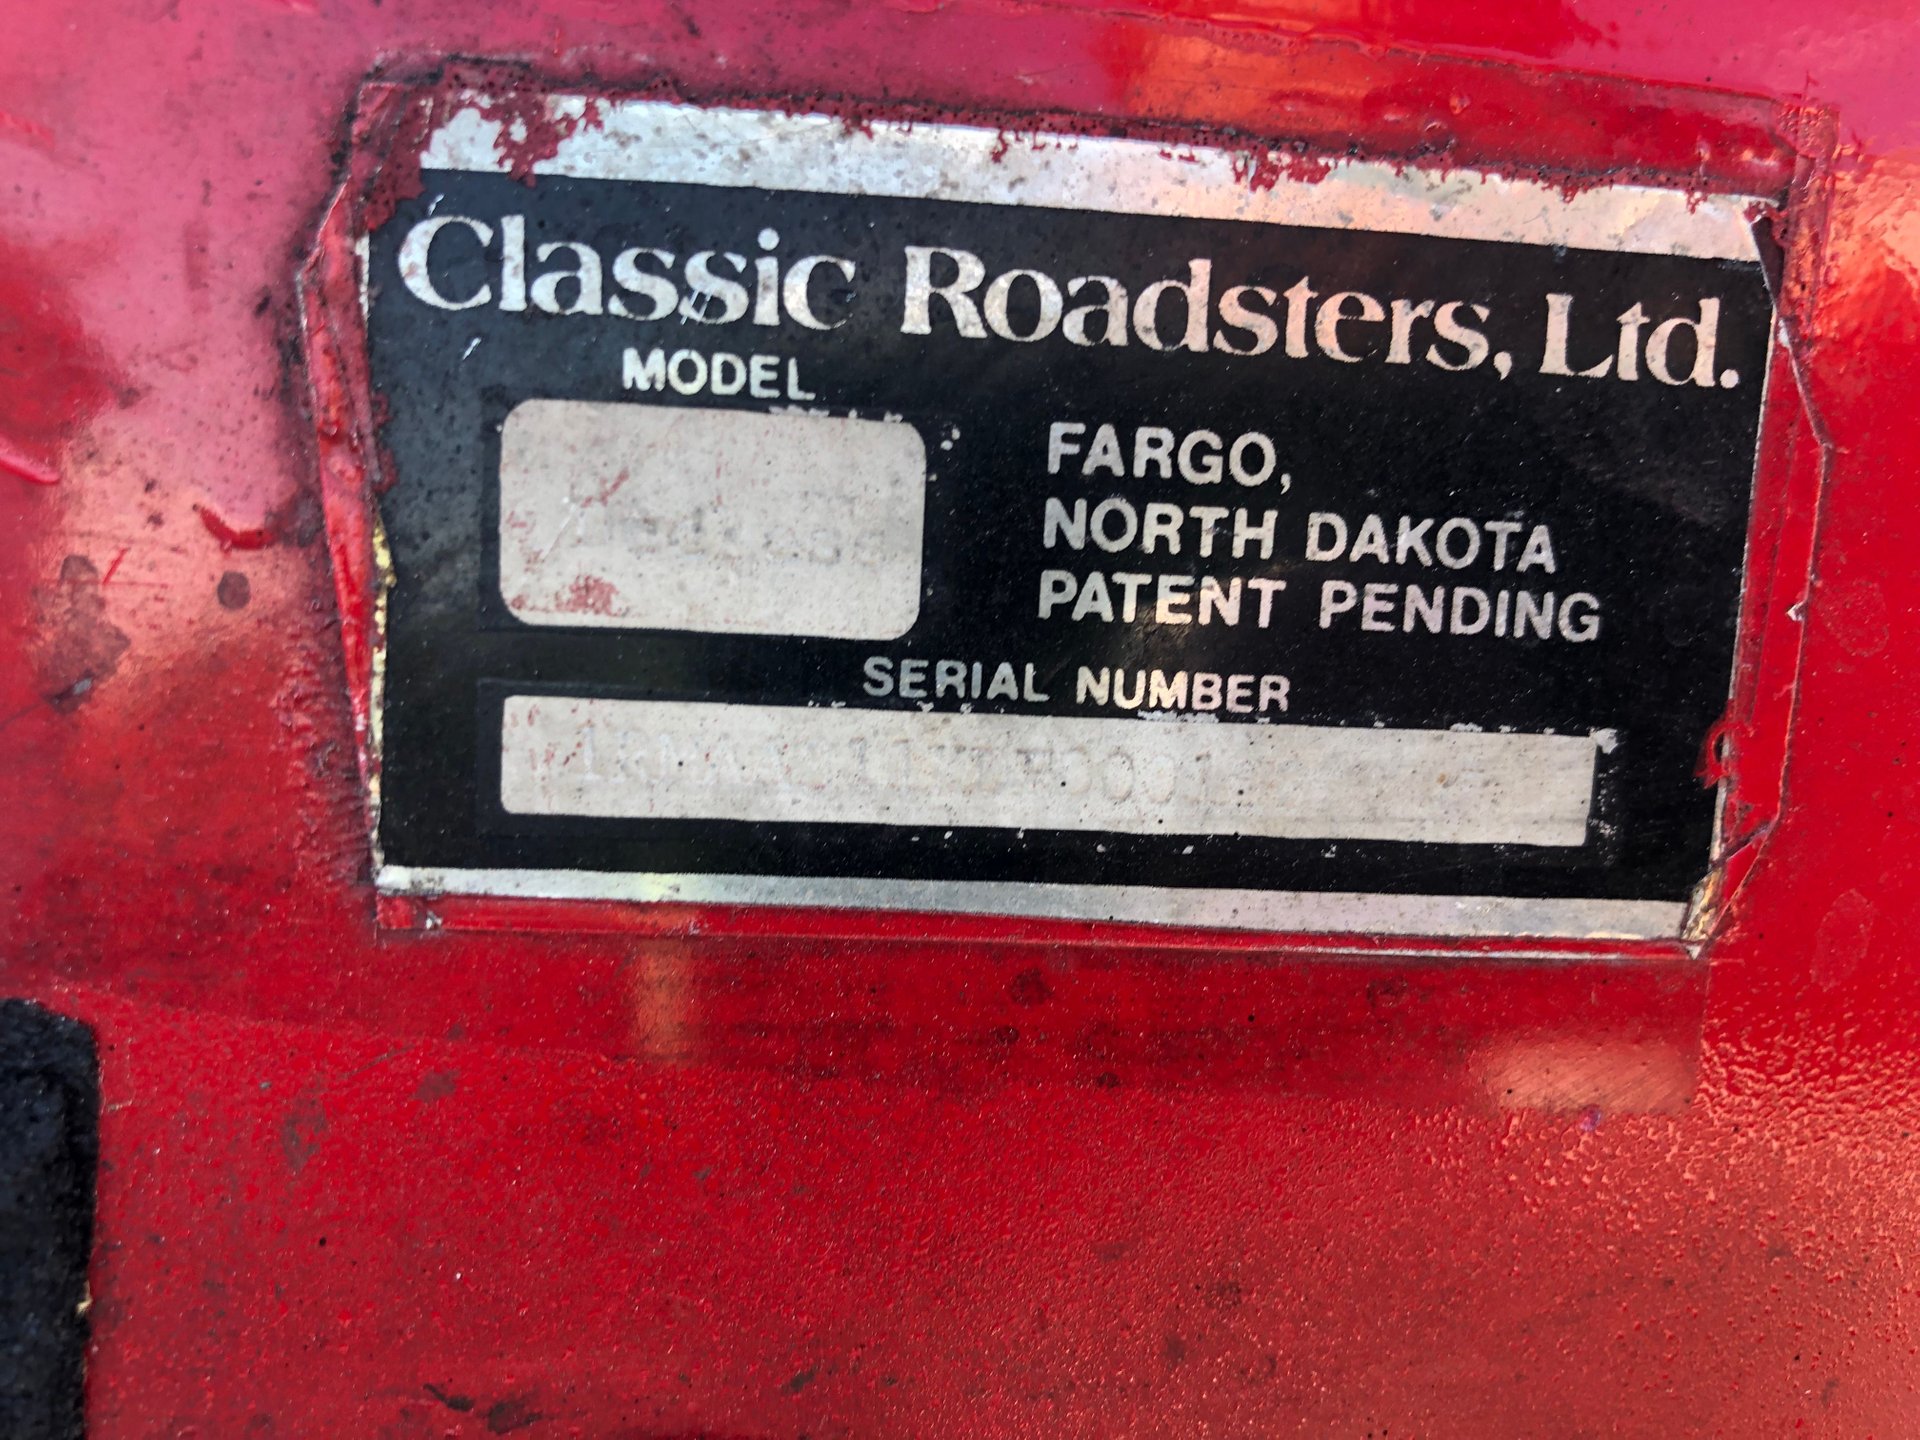 Classic Roadsters, Ltd.
MODEL
FARGO,
NORTH DAKOTA
PATENT PENDING
SERIAL NUMBER